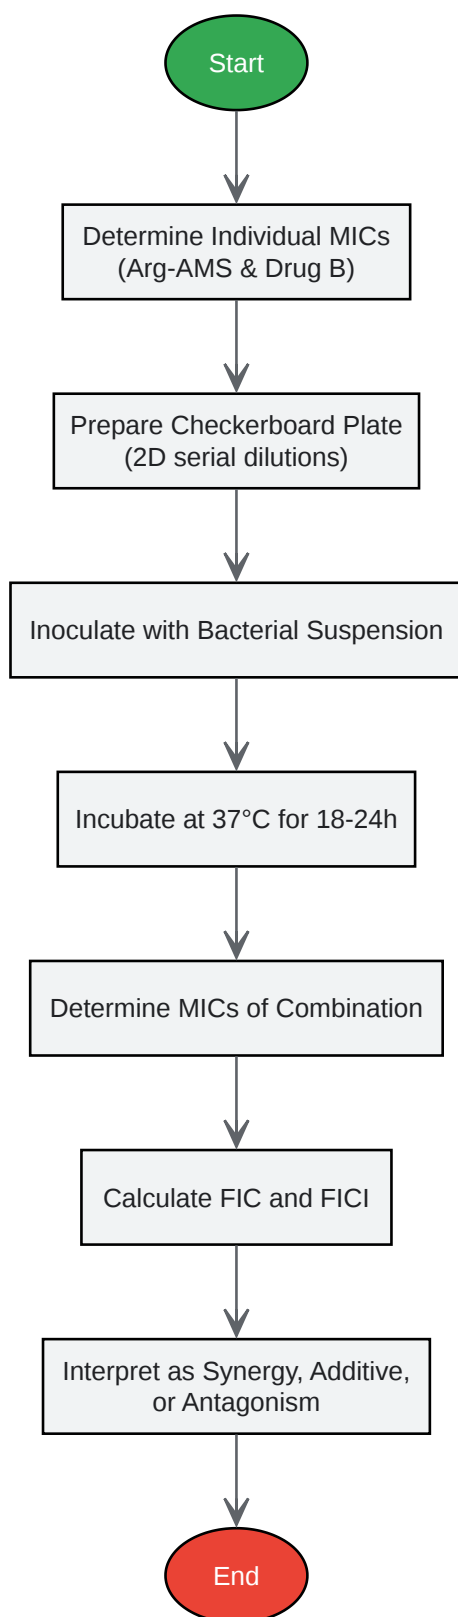 Start
Determine Individual MICs
(Arg-AMS & Drug B)
Prepare Checkerboard Plate
(2D serial dilutions)
Inoculate with Bacterial Suspension
Incubate at 37°C for 18-24h
Determine MICs of Combination
Calculate FIC and FICI
Interpret as Synergy, Additive,
or Antagonism
End